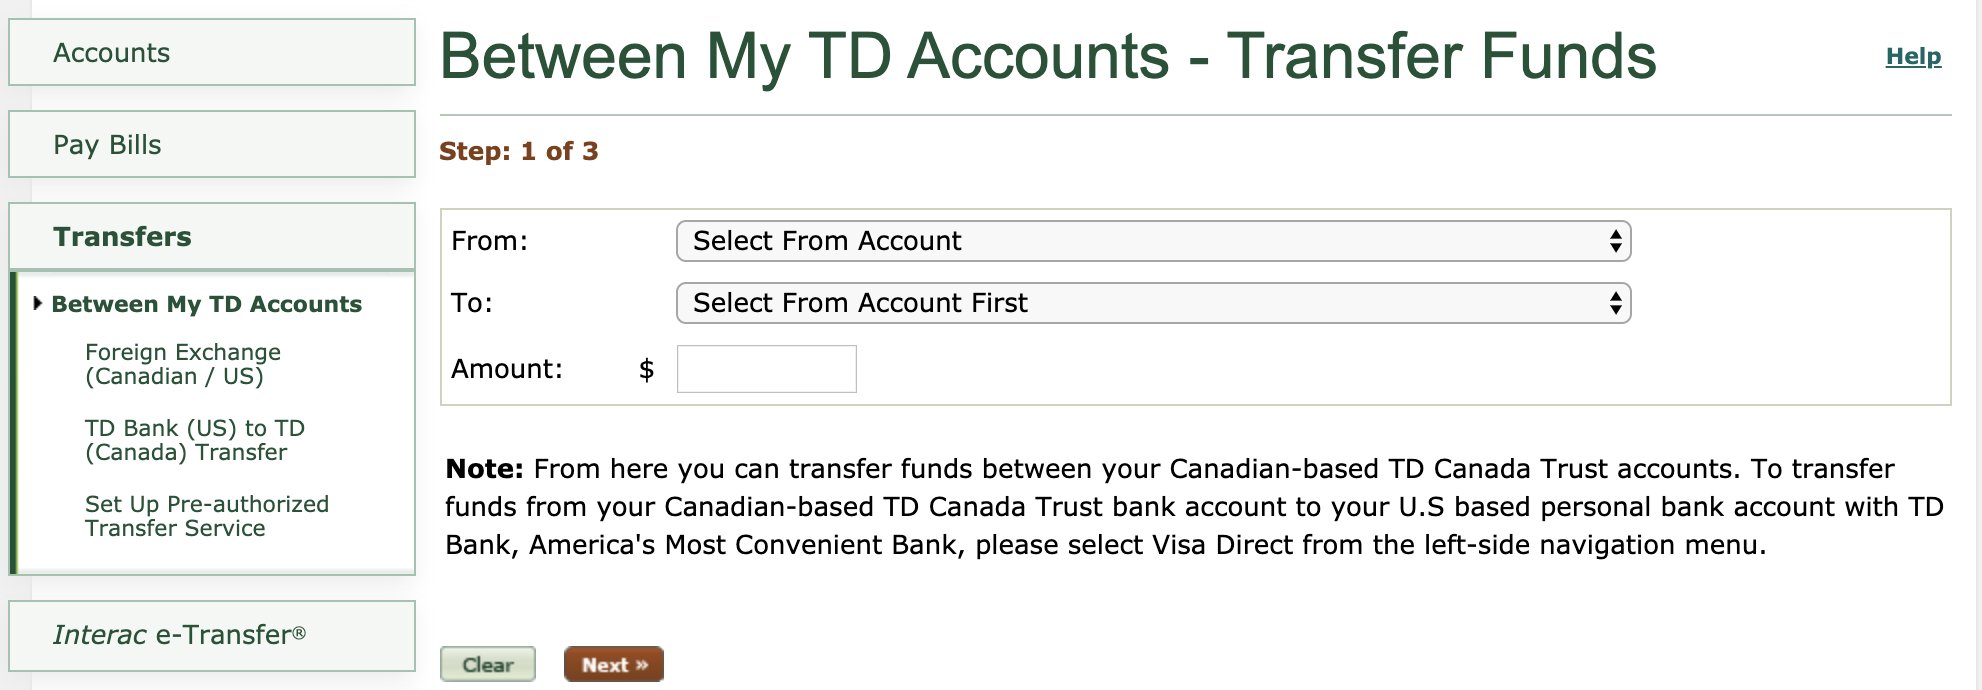 Accounts
Pay Bills
Transfers
Between My TD Accounts
Foreign Exchange
(Canadian / US)
TD Bank (US) to TD
(Canada) Transfer
Set Up Pre-authorized
Transfer Service
Interac e-Transfer®
Between My TD Accounts - Transfer Funds
Help
Step: 1 of 3
From: Select From Account
To: Select From Account First
Amount: $
Note: From here you can transfer funds between your Canadian-based TD Canada Trust accounts. To transfer
funds from your Canadian-based TD Canada Trust bank account to your U.S based personal bank account with TD
Bank, America's Most Convenient Bank, please select Visa Direct from the left-side navigation menu.
Clear Next »